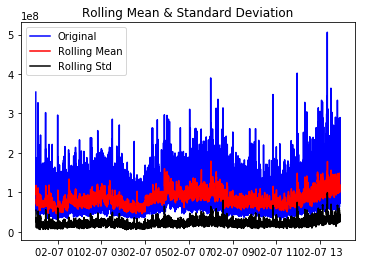 Rolling Mean & Standard Deviation
1e8
Original
Rolling Mean
Rolling Std
5
4
3
2
1
0
02-07 01 02-07 03 02-07 05 02-07 07 02-07 09 02-07 11 02-07 13